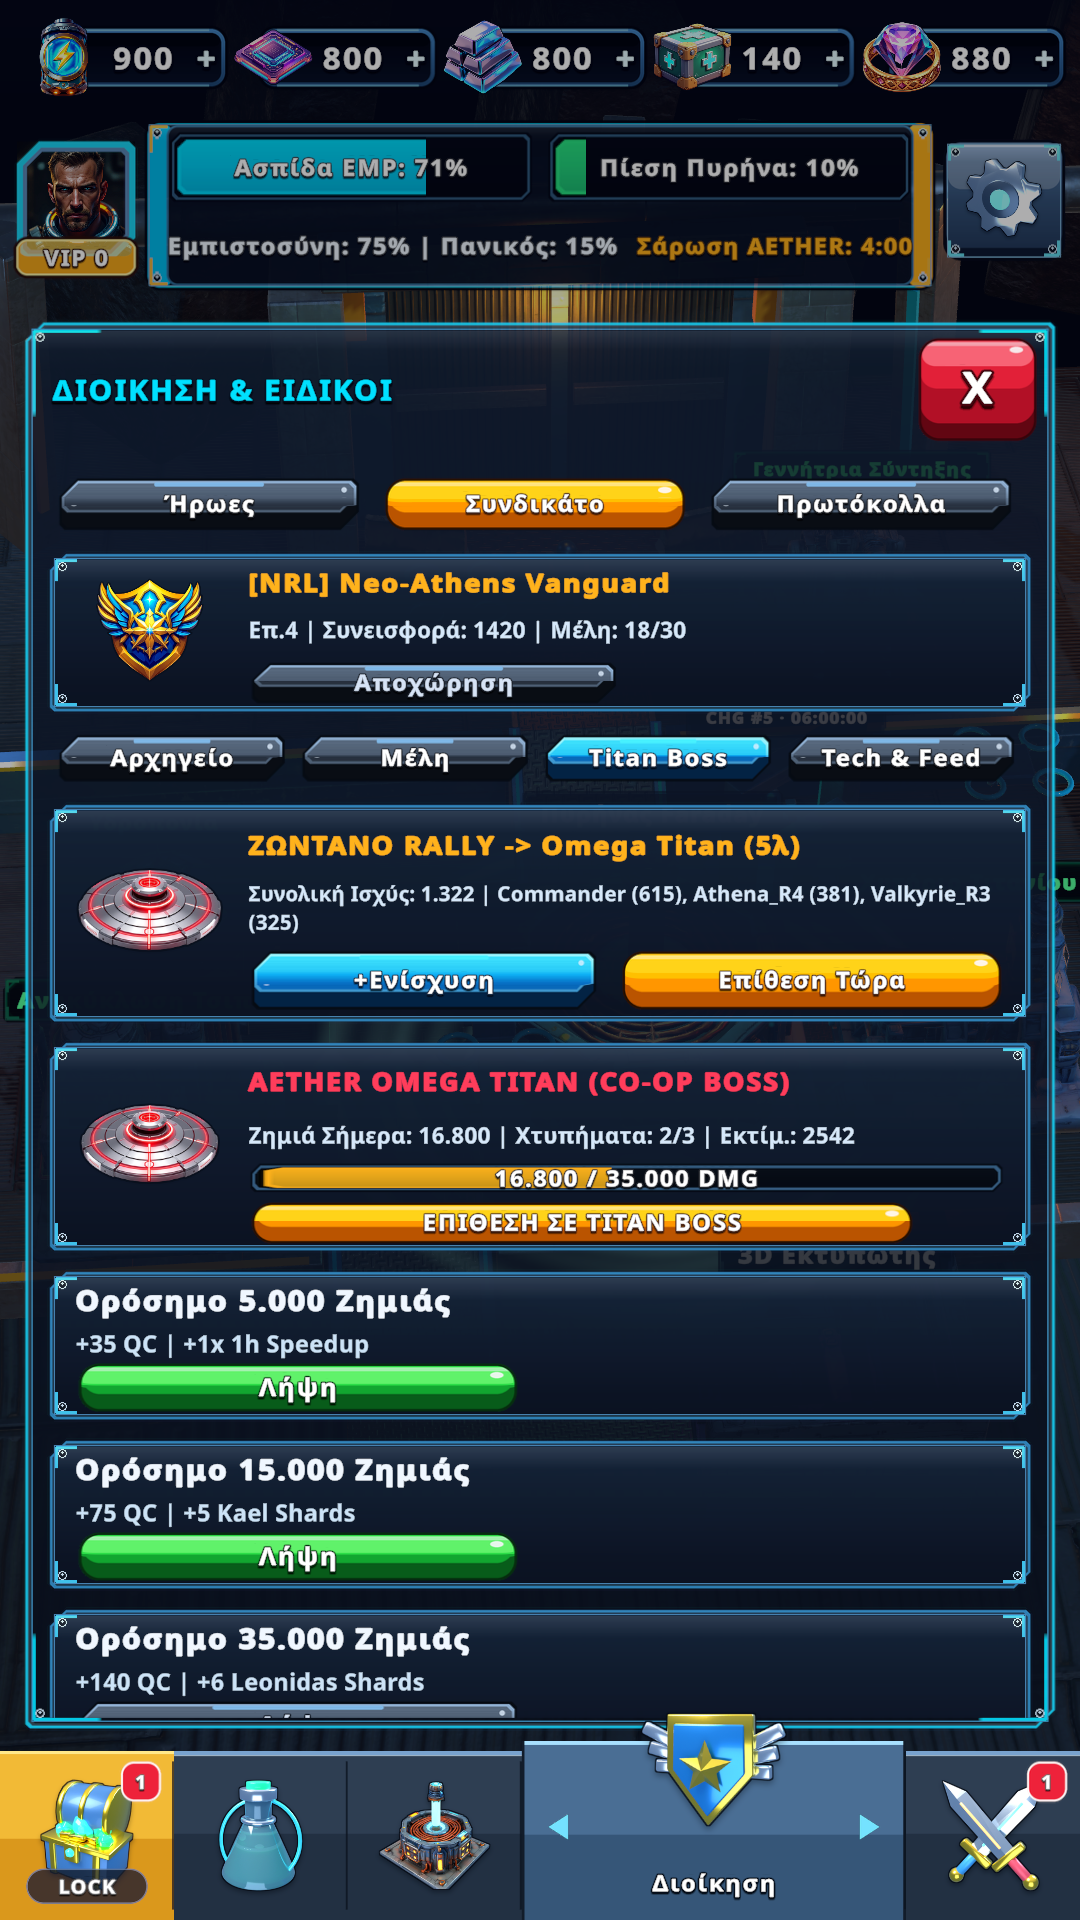 900 +
800 +
800 +
140 +
880 +
Ασπίδα EMP: 71%
Πίεση Πυρήνα: 10%
VIP 0
Εμπιστοσύνη: 75% | Πανικός: 15% Σάρωση AETHER: 4:00
ΔΙΟΙΚΗΣΗ & ΕΙΔΙΚΟΙ
X
Γεννήτρια Σύντηξης
Ήρωες
Συνδικάτο
Πρωτόκολλα
[NRL] Neo-Athens Vanguard
Επ.4 | Συνεισφορά: 1420 | Μέλη: 18/30
Αποχώρηση
CHG #5 · 06:00:00
Αρχηγείο
Μέλη
Titan Boss
Tech & Feed
ΖΩΝΤΑΝΟ RALLY -> Omega Titan (5λ)
Συνολική Ισχύς: 1.322 | Commander (615), Athena_R4 (381), Valkyrie_R3
(325)
+Ενίσχυση
Επίθεση Τώρα
AETHER OMEGA TITAN (CO-OP BOSS)
Ζημιά Σήμερα: 16.800 | Χτυπήματα: 2/3 | Εκτίμ.: 2542
16.800 / 35.000 DMG
ΕΠΙΘΕΣΗ ΣΕ TITAN BOSS
3D Εκτυπωτής
Ορόσημο 5.000 Ζημιάς
+35 QC | +1x 1h Speedup
Λήψη
Ορόσημο 15.000 Ζημιάς
+75 QC | +5 Kael Shards
Λήψη
Ορόσημο 35.000 Ζημιάς
+140 QC | +6 Leonidas Shards
1
LOCK
Διοίκηση
1